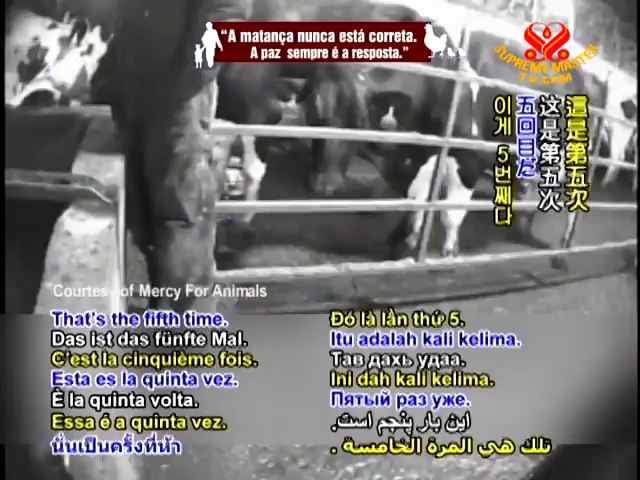 “A matança nunca está correta.
A paz sempre é a resposta.”
SUPREME MASTER
TV.COM
這是第五次
这是第五次
五回目だ
이게 5번째다
Courtesy of Mercy For Animals
That's the fifth time.
Das ist das fünfte Mal.
C'est la cinquième fois.
Esta es la quinta vez.
È la quinta volta.
Essa é a quinta vez.
นั่นเป็นครั้งที่ห้า
Đó là lần thứ 5.
Itu adalah kali kelima.
Тав дахь удаа.
Ini dah kali kelima.
Пятый раз уже.
این بار پنجم است.
تلك هي المرة الخامسة .